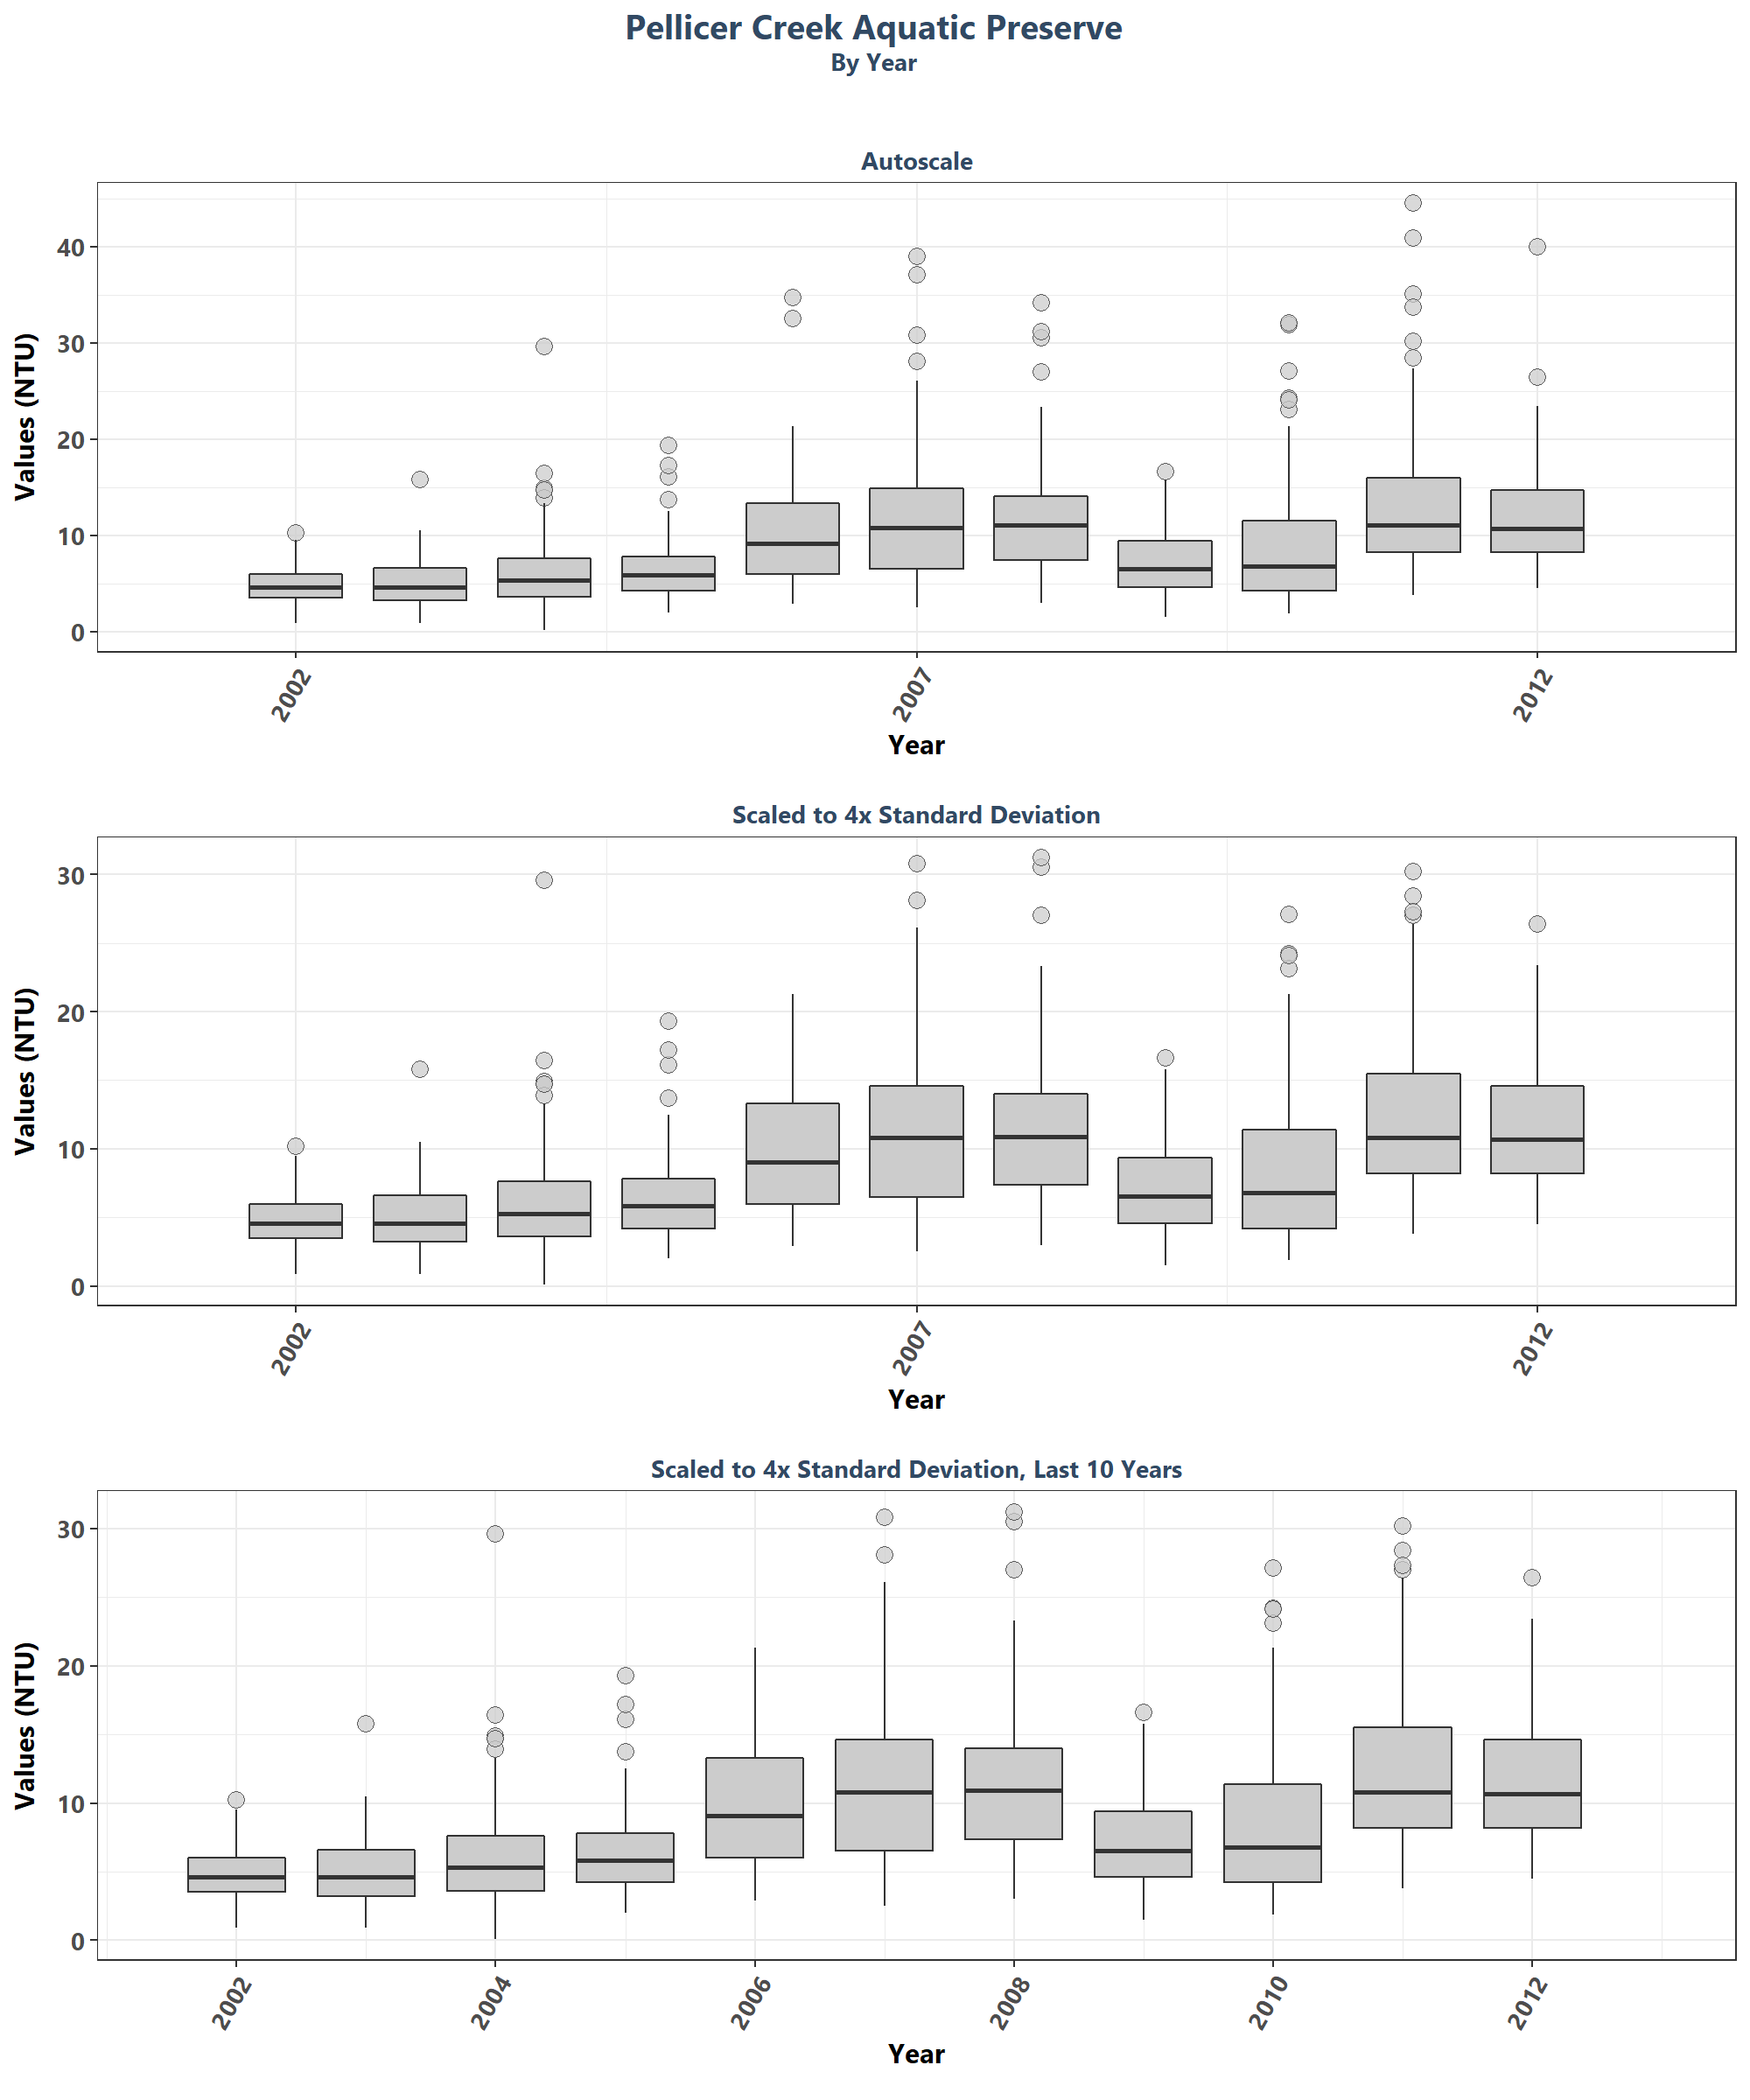 Pellicer Creek Aquatic Preserve
By Year
Autoscale
Values (NTU)
40
30
20
10
0
2002 2007 2012
Year
Scaled to 4x Standard Deviation
Values (NTU)
30
20
10
0
2002 2007 2012
Year
Scaled to 4x Standard Deviation, Last 10 Years
Values (NTU)
30
20
10
0
2002 2004 2006 2008 2010 2012
Year